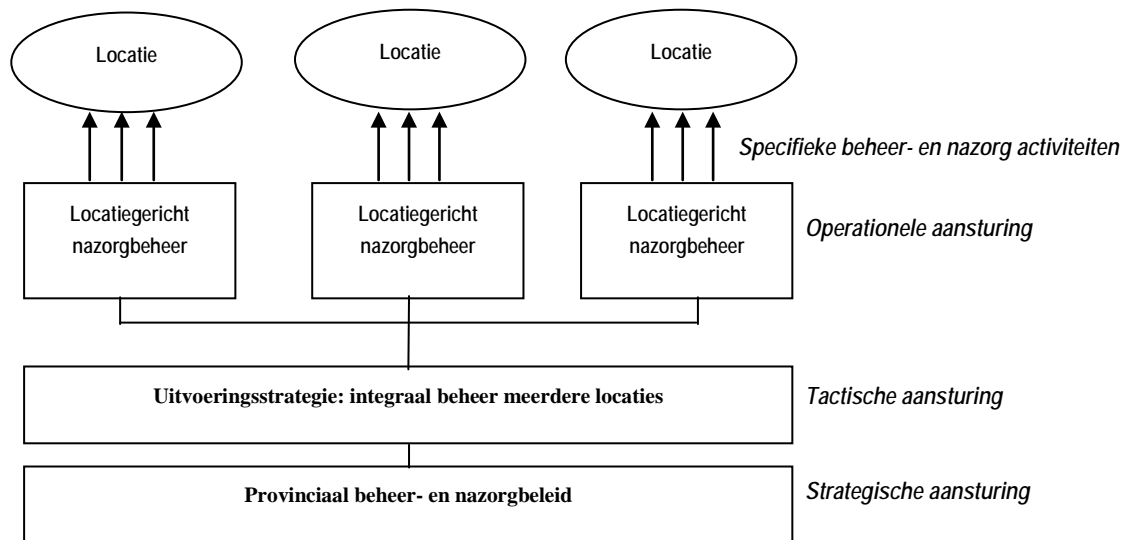 Locatie
Locatie
Locatie
Specifieke beheer- en nazorg activiteiten
Locatiegericht
nazorgbeheer
Locatiegericht
nazorgbeheer
Locatiegericht
nazorgbeheer
Operationele aansturing
Uitvoeringsstrategie: integraal beheer meerdere locaties
Tactische aansturing
Provinciaal beheer- en nazorgbeleid
Strategische aansturing